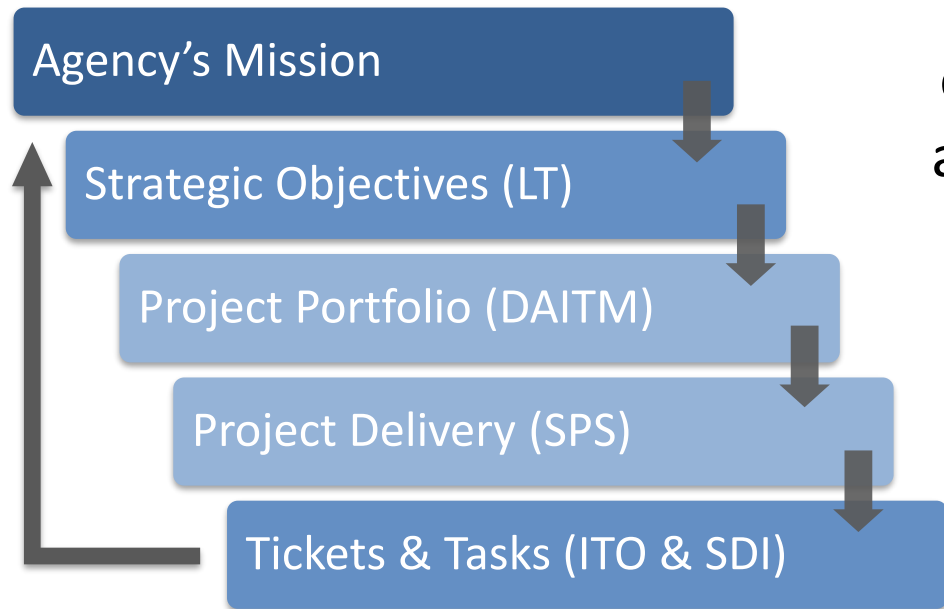 Agency’s Mission
Strategic Objectives (LT)
Project Portfolio (DAITM)
Project Delivery (SPS)
Tickets & Tasks (ITO & SDI)